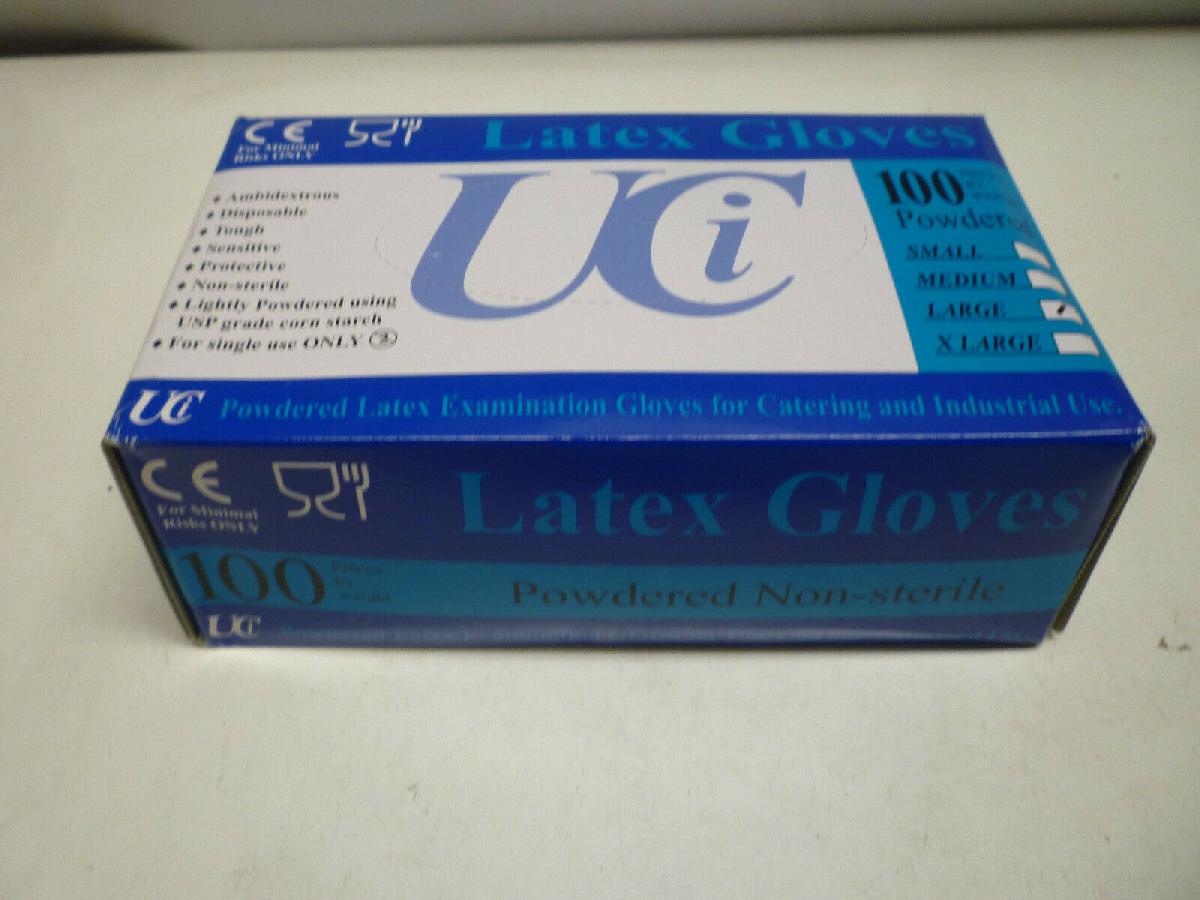 CE
For Minimal
Risks ONLY
Latex Gloves
Ambidextrous
Disposable
Tough
Sensitive
Protective
Non-sterile
Lightly Powdered using
USP grade corn starch
For single use ONLY 2
UCi
100
Powdered
SMALL
MEDIUM
LARGE
X LARGE
UCi Powdered Latex Examination Gloves for Catering and Industrial Use.
CE
For Minimal
Risks ONLY
Latex Gloves
100 Pieces
by
weight
Powdered Non-sterile
UCi